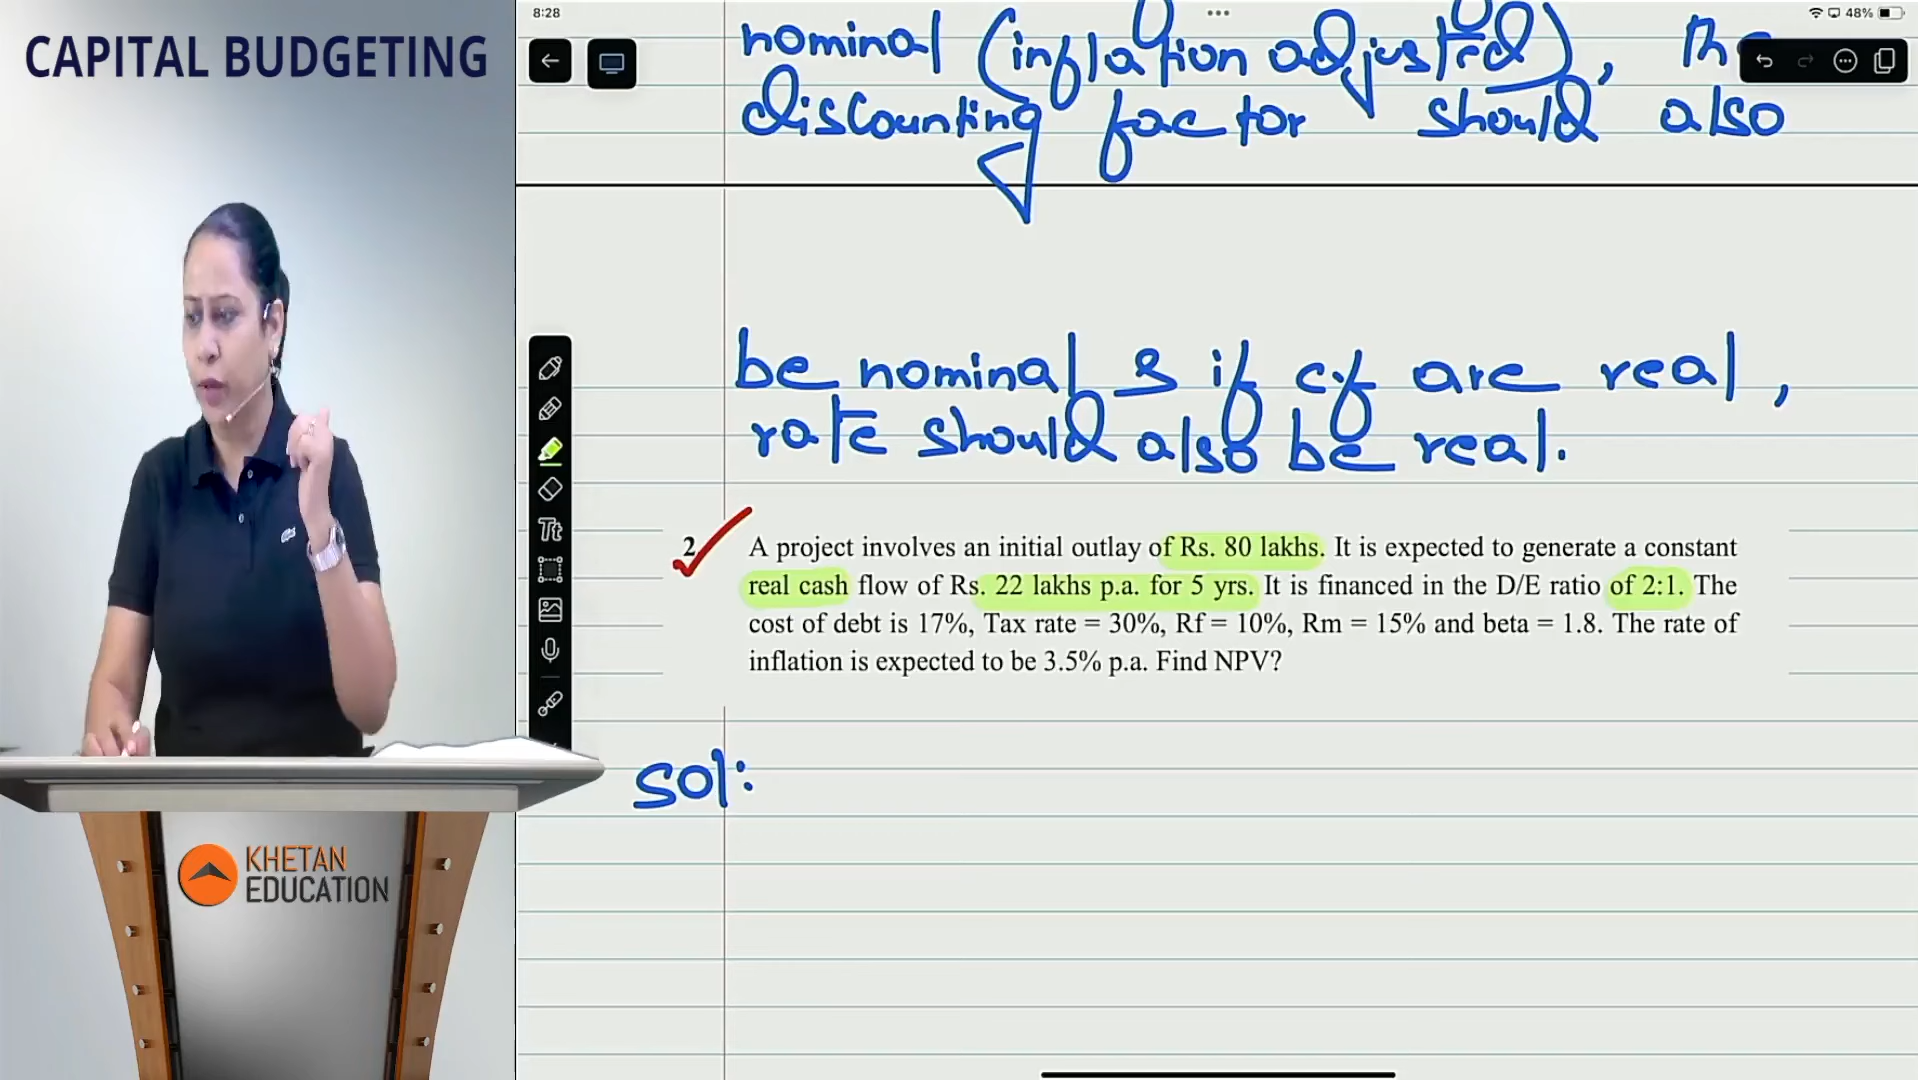 CAPITAL BUDGETING
8:28
48%
nominal (inflation adjusted), the
discounting factor should also
be nominal & if cf are real,
rate should also be real.
2 A project involves an initial outlay of Rs. 80 lakhs. It is expected to generate a constant
real cash flow of Rs. 22 lakhs p.a. for 5 yrs. It is financed in the D/E ratio of 2:1. The
cost of debt is 17%, Tax rate = 30%, Rf = 10%, Rm = 15% and beta = 1.8. The rate of
inflation is expected to be 3.5% p.a. Find NPV?
Tt
Sol:
KHETAN
EDUCATION